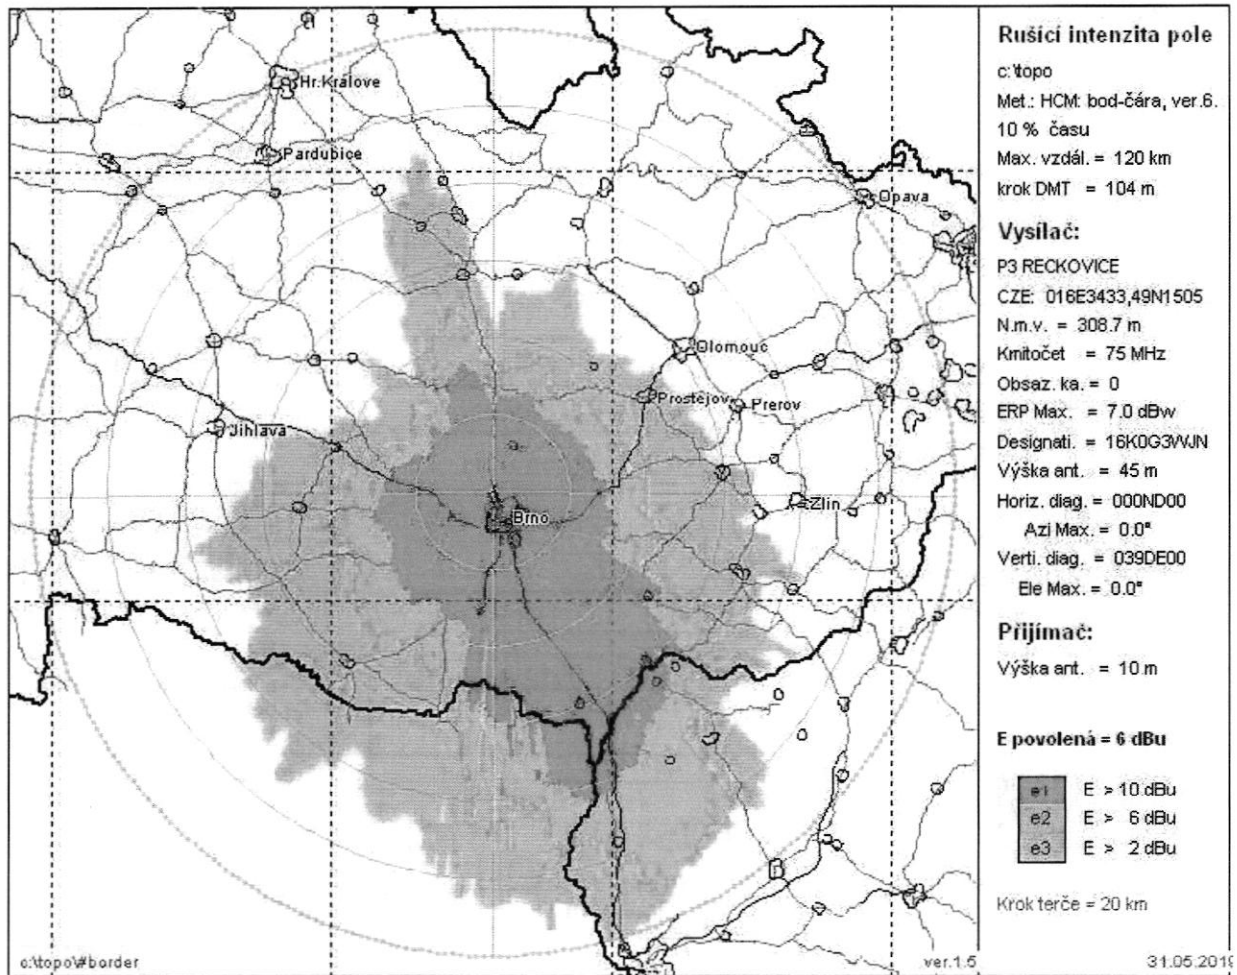 Hr.Králove
Pardubice
Opava
Olomouc
Prostějov
Prerov
Jihlava
Zlín
Brno
c:\topo\#border
ver.1.5
Rušící intenzita pole
c:\topo
Met.: HCM: bod-čára, ver.6.
10 % času
Max. vzdál. = 120 km
krok DMT = 104 m
Vysílač:
P3 RECKOVICE
CZE: 016E3433,49N1505
N.m.v. = 308.7 m
Kmitočet = 75 MHz
Obsaz. ka. = 0
ERP Max. = 7.0 dBW
Designati. = 16K0G3WJN
Výška ant. = 45 m
Horiz. diag. = 000ND00
Azi Max. = 0.0°
Verti. diag. = 039DE00
Ele Max. = 0.0°
Přijímač:
Výška ant. = 10 m
E povolená = 6 dBu
e1 E > 10 dBu
e2 E > 6 dBu
e3 E > 2 dBu
Krok terče = 20 km
31.05.2019